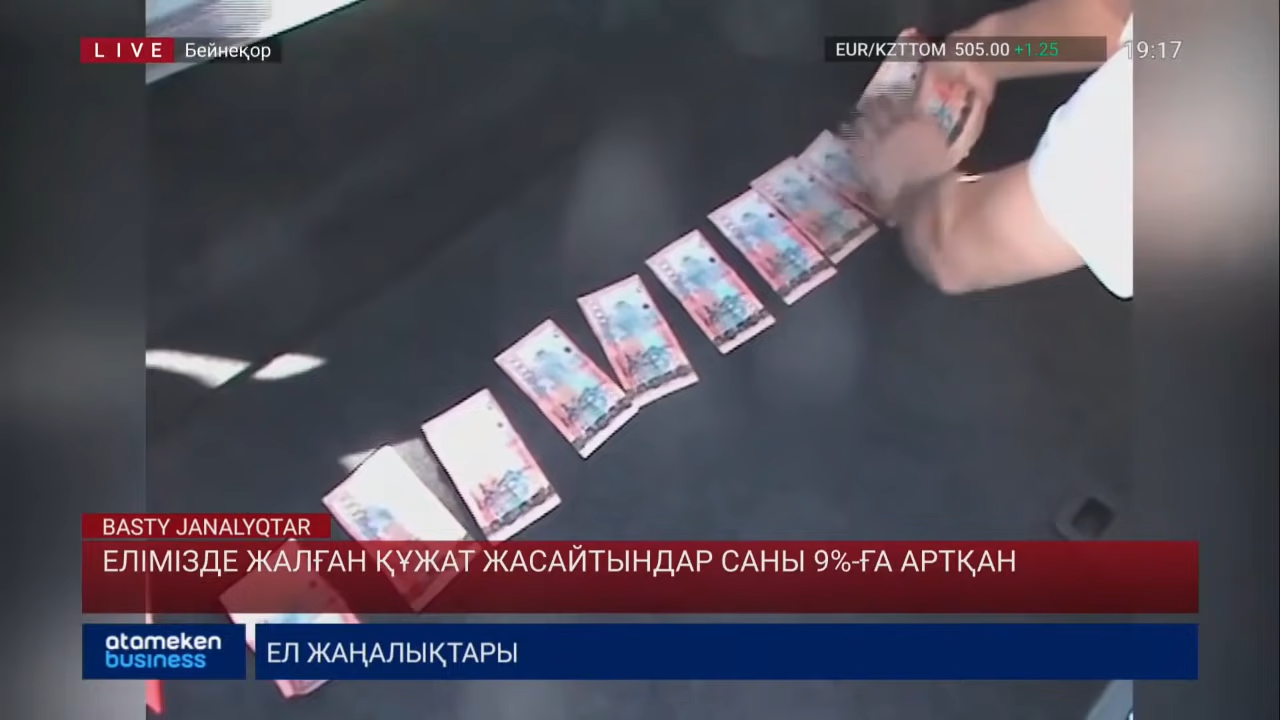 LIVE Бейнеқор
EUR/KZTTOM 505.00 +1.25
19:17
BASTY JANALYQTAR
ЕЛІМІЗДЕ ЖАЛҒАН ҚҰЖАТ ЖАСАЙТЫНДАР САНЫ 9%-ҒА АРТҚАН
atameken
business
ЕЛ ЖАҢАЛЫҚТАРЫ